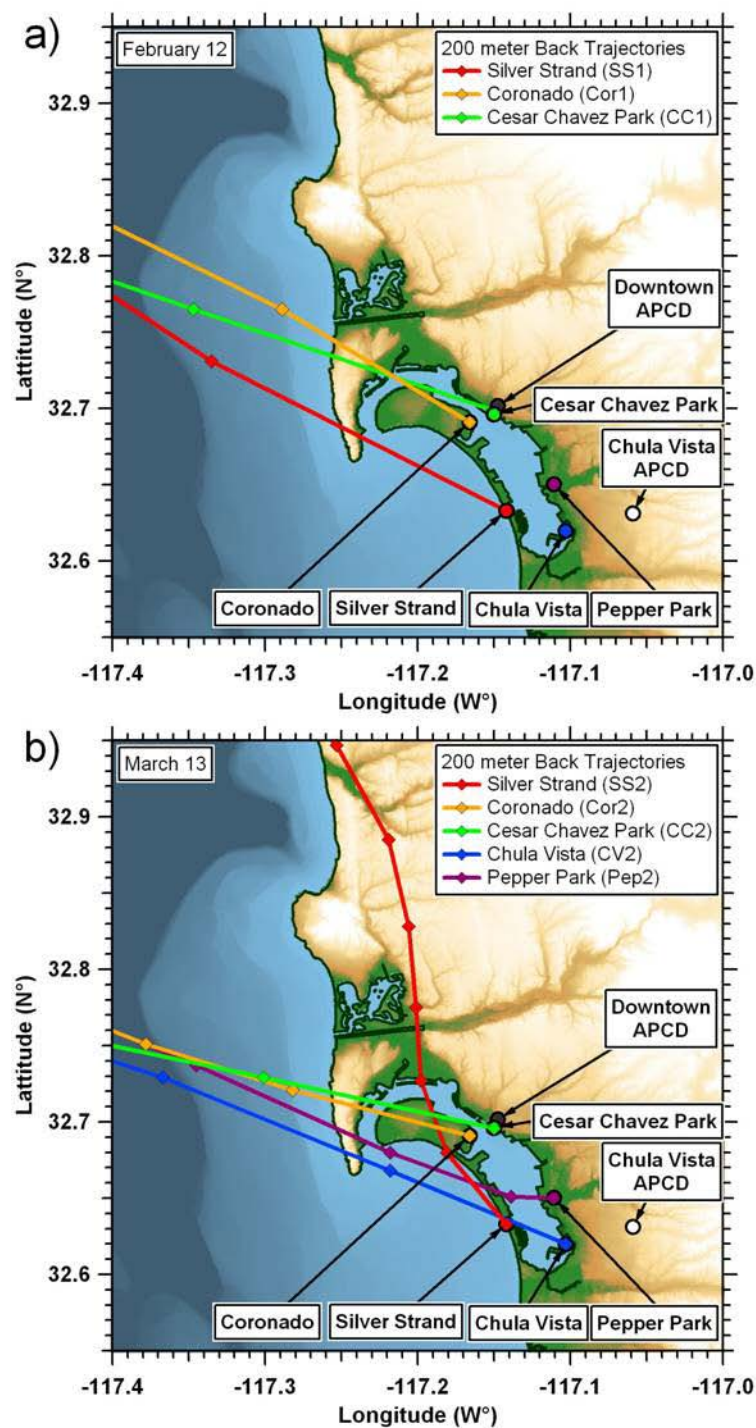 a)
February 12
200 meter Back Trajectories
Silver Strand (SS1)
Coronado (Cor1)
Cesar Chavez Park (CC1)
32.9
32.8
32.7
32.6
Lattitude (N°)
Downtown
APCD
Cesar Chavez Park
Chula Vista
APCD
Coronado
Silver Strand
Chula Vista
Pepper Park
-117.4
-117.3
-117.2
-117.1
-117.0
Longitude (W°)
b)
March 13
200 meter Back Trajectories
Silver Strand (SS2)
Coronado (Cor2)
Cesar Chavez Park (CC2)
Chula Vista (CV2)
Pepper Park (Pep2)
32.9
32.8
32.7
32.6
Lattitude (N°)
Downtown
APCD
Cesar Chavez Park
Chula Vista
APCD
Coronado
Silver Strand
Chula Vista
Pepper Park
-117.4
-117.3
-117.2
-117.1
-117.0
Longitude (W°)